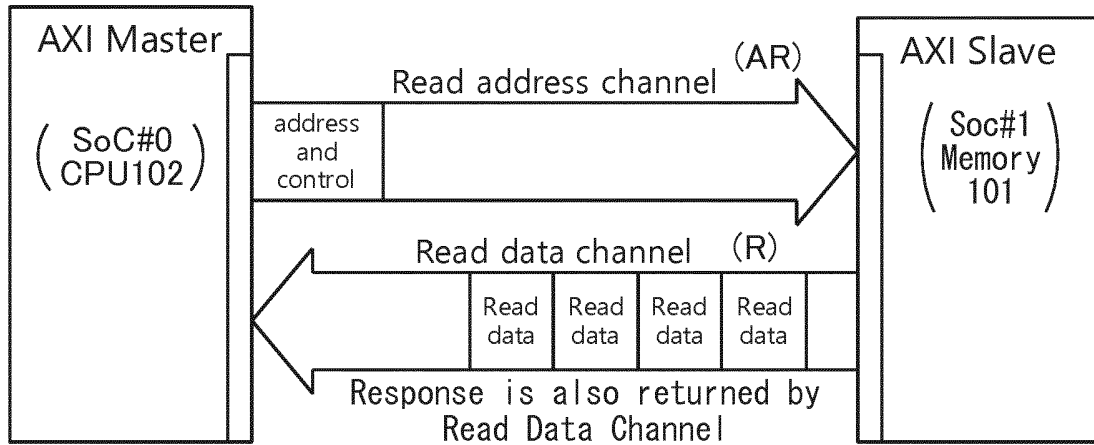 AXI Master
(SoC#0
CPU102)
Read address channel (AR)
address
and
control
AXI Slave
(Soc#1
Memory
101)
Read data channel (R)
Read
data
Read
data
Read
data
Read
data
Response is also returned by
Read Data Channel